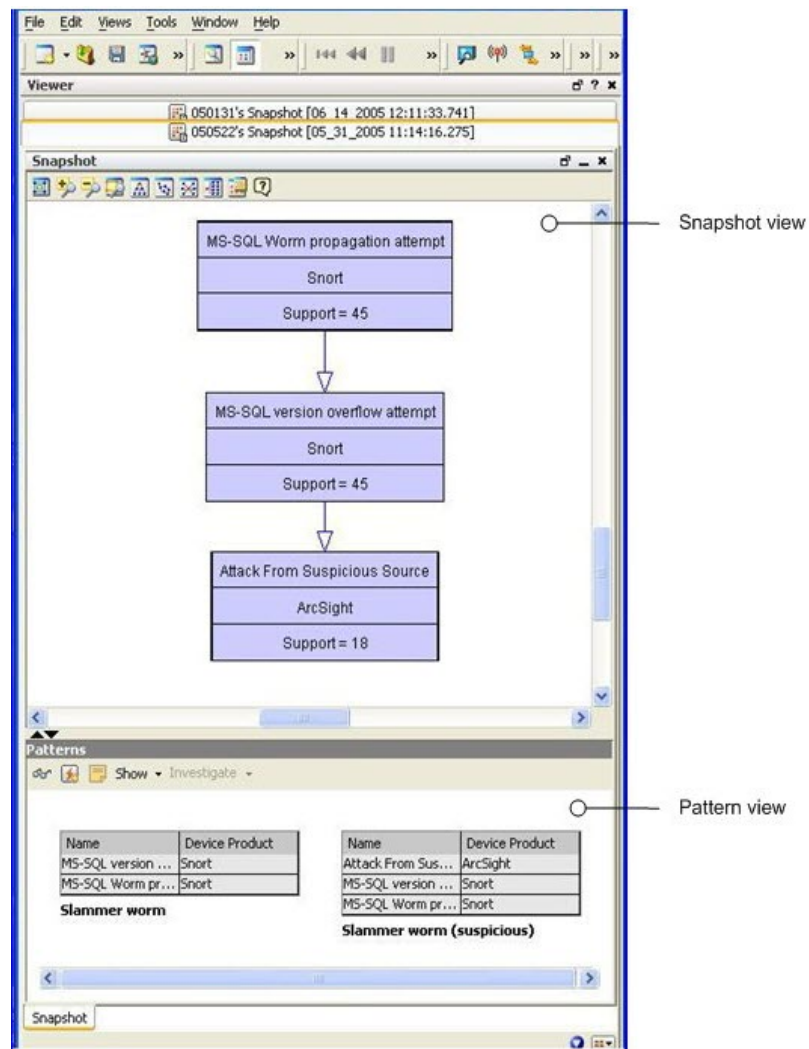 File Edit Views Tools Window Help
Viewer
050131's Snapshot [06_14_2005 12:11:33.741]
050522's Snapshot [05_31_2005 11:14:16.275]
Snapshot
MS-SQL Worm propagation attempt
Snort
Support = 45
MS-SQL version overflow attempt
Snort
Support = 45
Attack From Suspicious Source
ArcSight
Support = 18
Snapshot view
Patterns
Show Investigate
Pattern view
Name Device Product
MS-SQL version ... Snort
MS-SQL Worm pr... Snort
Slammer worm
Name Device Product
Attack From Sus... ArcSight
MS-SQL version ... Snort
MS-SQL Worm pr... Snort
Slammer worm (suspicious)
Snapshot